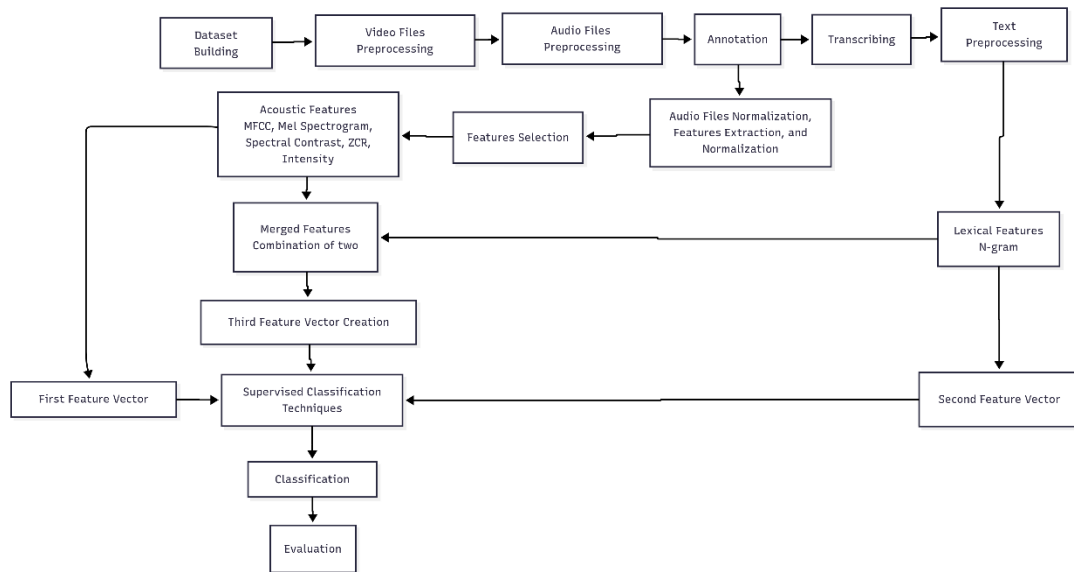 Dataset
Building
Video Files
Preprocessing
Audio Files
Preprocessing
Annotation
Transcribing
Text
Preprocessing
Acoustic Features
MFCC, Mel Spectrogram,
Spectral Contrast, ZCR,
Intensity
Features Selection
Audio Files Normalization,
Features Extraction, and
Normalization
Merged Features
Combination of two
Lexical Features
N-gram
Third Feature Vector Creation
First Feature Vector
Supervised Classification
Techniques
Second Feature Vector
Classification
Evaluation